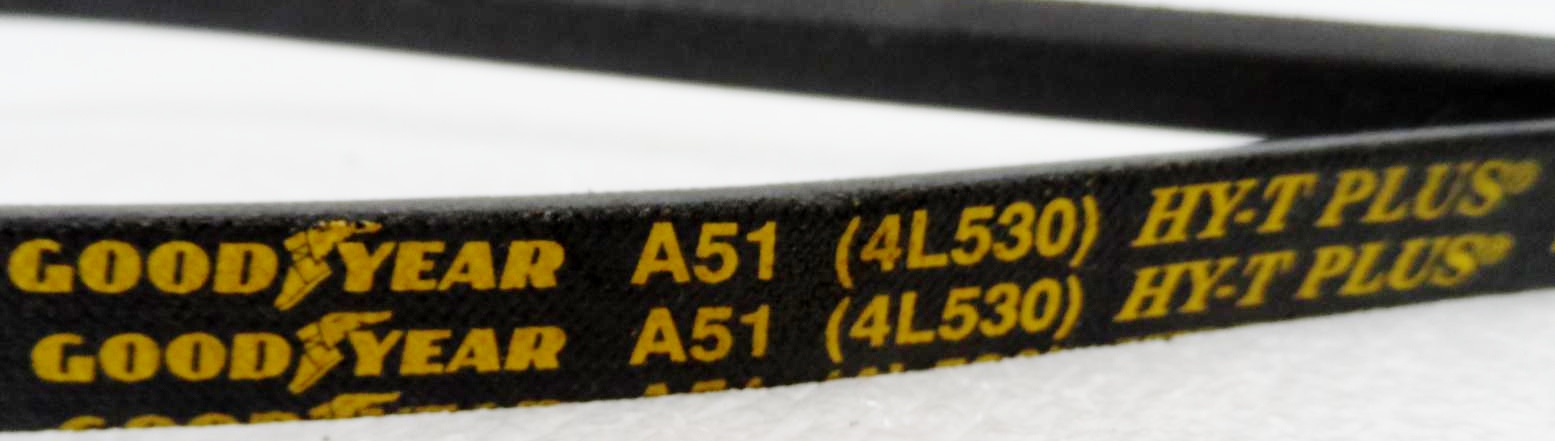 GOODYEAR A51 (4L530) HY-T PLUS®
GOODYEAR A51 (4L530) HY-T PLUS®